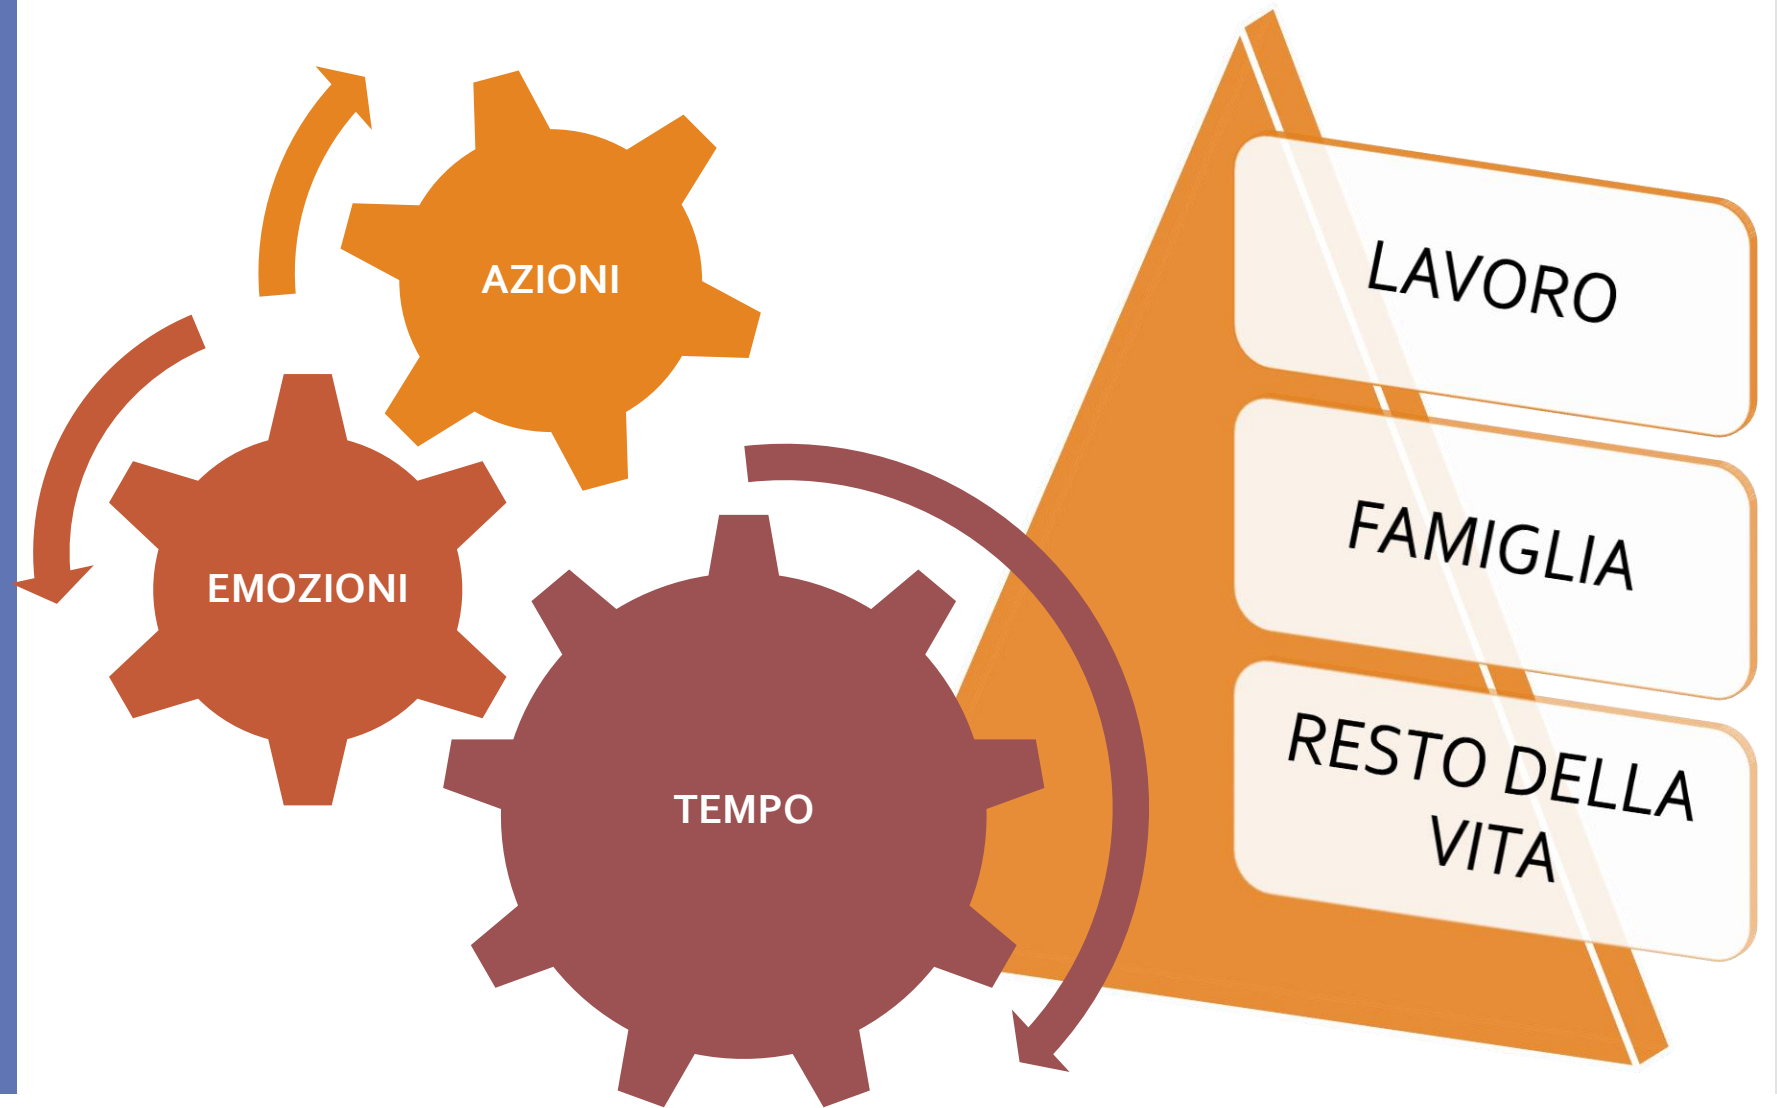 AZIONI
EMOZIONI
TEMPO
LAVORO
FAMIGLIA
RESTO DELLA
VITA